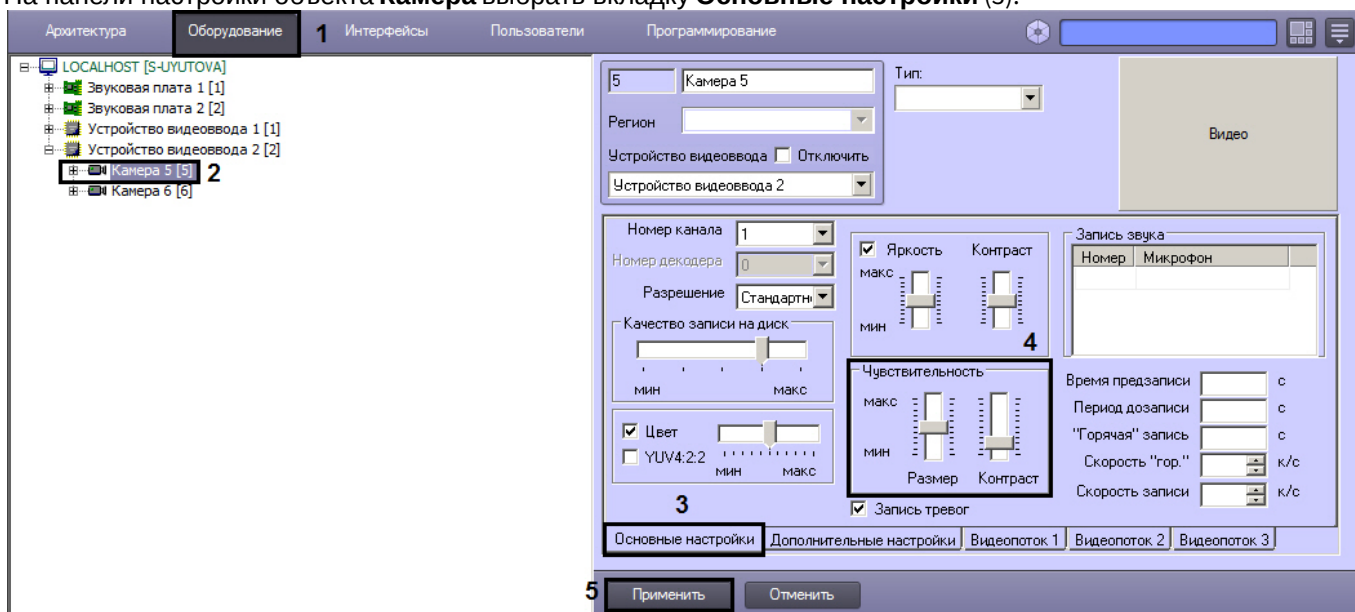 На панели настройки объекта Камера выбрать вкладку Основные настройки (3).
Архитектура Оборудование 1 Интерфейсы Пользователи Программирование
LOCALHOST [S-UYUTOVA]
Звуковая плата 1 [1]
Звуковая плата 2 [2]
Устройство видеоввода 1 [1]
Устройство видеоввода 2 [2]
Камера 5 [5] 2
Камера 6 [6]
5 Камера 5
Тип:
Регион
Устройство видеоввода Отключить
Устройство видеоввода 2
Видео
Номер канала 1
Номер декодера 0
Разрешение Стандартн
Качество записи на диск
мин макс
Цвет
YUV4:2:2
мин макс
3
Яркость Контраст
макс
мин
4
Чувствительность
макс
мин
Размер Контраст
Запись тревог
Запись звука
Номер Микрофон
Время предзаписи с
Период дозаписи с
"Горячая" запись с
Скорость "гор." к/с
Скорость записи к/с
Основные настройки Дополнительные настройки Видеопоток 1 Видеопоток 2 Видеопоток 3
5 Применить Отменить